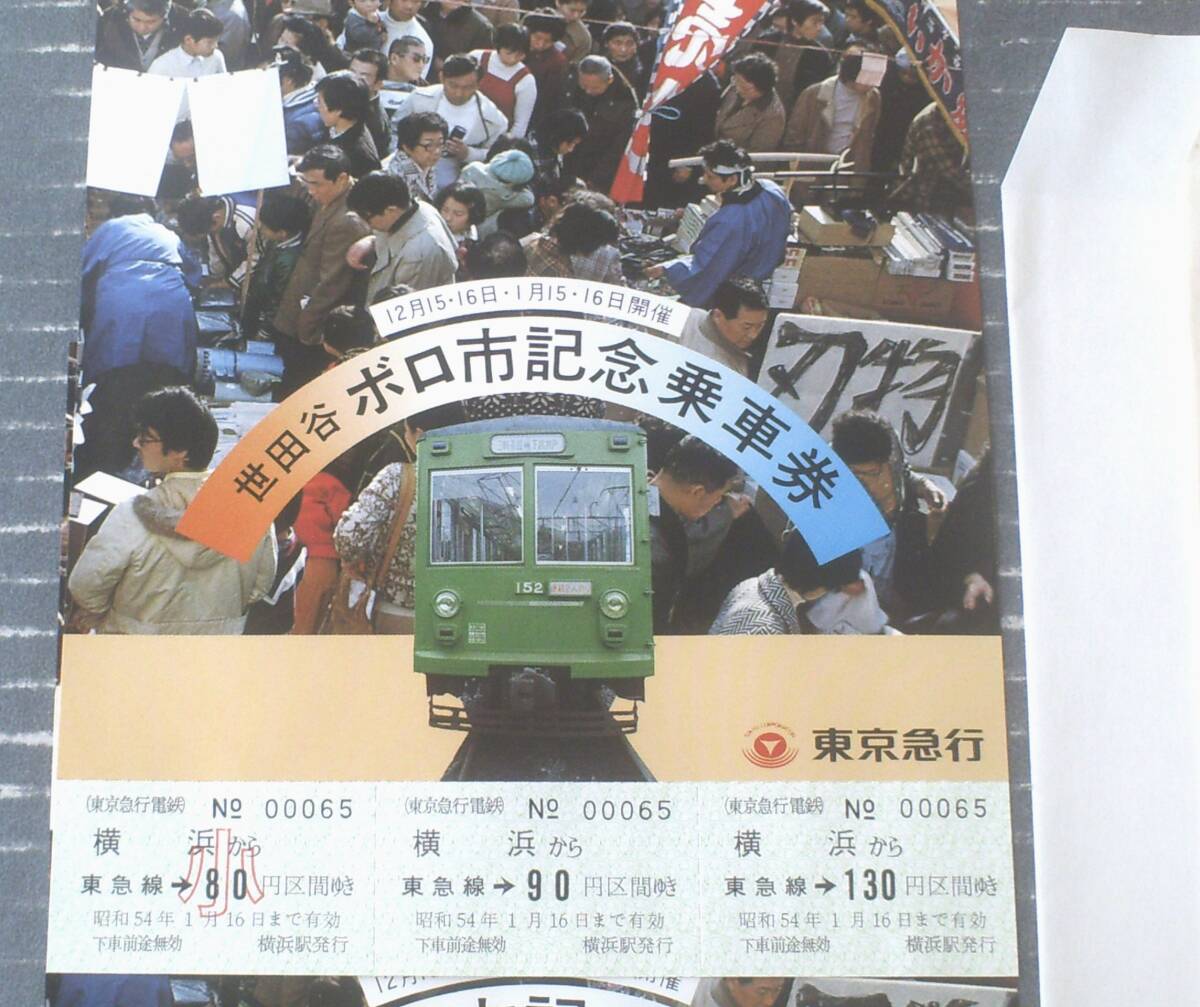 12月15・16日・1月15・16日開催
世田谷 ボロ市記念乗車券
刃物
152
東京急行
(東京急行電鉄) № 00065
横浜から
小
東急線→80円区間ゆき
昭和54年1月16日まで有効
下車前途無効 横浜駅発行
(東京急行電鉄) № 00065
横浜から
東急線→90円区間ゆき
昭和54年1月16日まで有効
下車前途無効 横浜駅発行
(東京急行電鉄) № 00065
横浜から
東急線→130円区間ゆき
昭和54年1月16日まで有効
下車前途無効 横浜駅発行
12月
開催